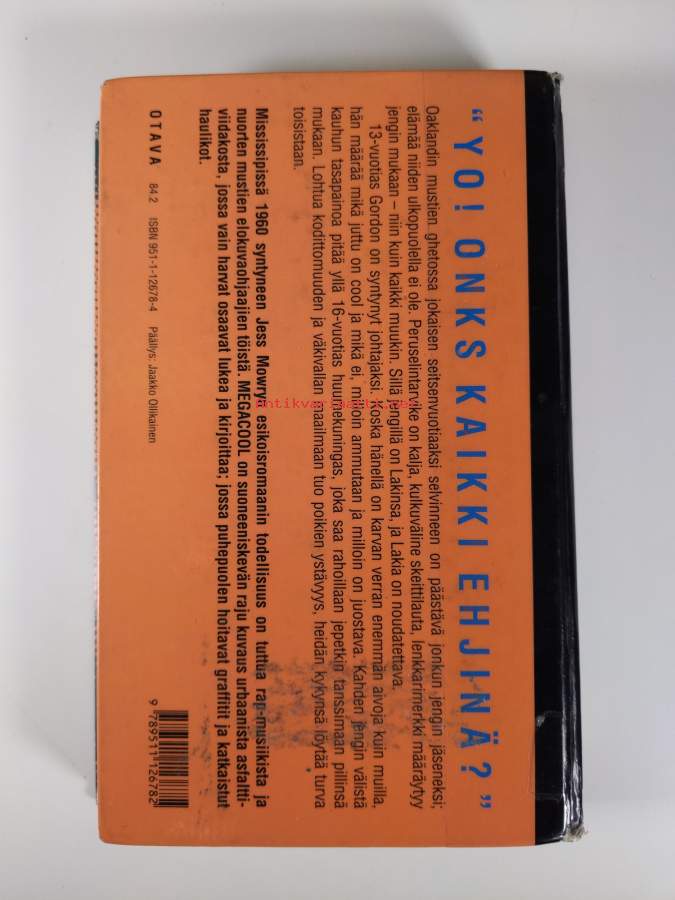 “YO! ONKS KAIKKI EHJINÄ?”
Oaklandin mustien ghetossa jokaisen seitsenvuotiaaksi selvinneen on päästävä jonkun jengin jäseneksi;
elämää niiden ulkopuolella ei ole. Peruselintarvike on kalja, kulkuväline skeittilauta, lenkkarimerkki määräytyy
jengin mukaan – niin kuin kaikki muukin. Sillä jengillä on Lakinsa, ja Lakia on noudatettava.
13-vuotias Gordon on syntynyt johtajaksi. Koska hänellä on karvan verran enemmän aivoja kuin muilla,
hän määrää mikä juttu on cool ja mikä ei, milloin ammutaan ja milloin on juostava. Kahden jengin välistä
kauhun tasapainoa pitää yllä 16-vuotias huumekuningas, joka saa rahoillaan jepetkin tanssimaan pillinsä
mukaan. Lohtua kodittomuuden ja väkivallan maailmaan tuo poikien ystävyys, heidän kykynsä löytää turva
toisistaan.
Mississipissä 1960 syntyneen Jess Mowryn esikoisromaanin todellisuus on tuttua rap-musiikista ja
nuorten mustien elokuvaohjaajien töistä. MEGACOOL on suoneeniskevän raju kuvaus urbaanista asfaltti-
viidakosta, jossa vain harvat osaavat lukea ja kirjoittaa; jossa puhepuolen hoitavat graffitit ja katkaistut
haulikot.
OTAVA 84.2 ISBN 951-1-12678-4 Päällys: Jaakko Ollikainen
9 789511 126782
antikvariaatti.net